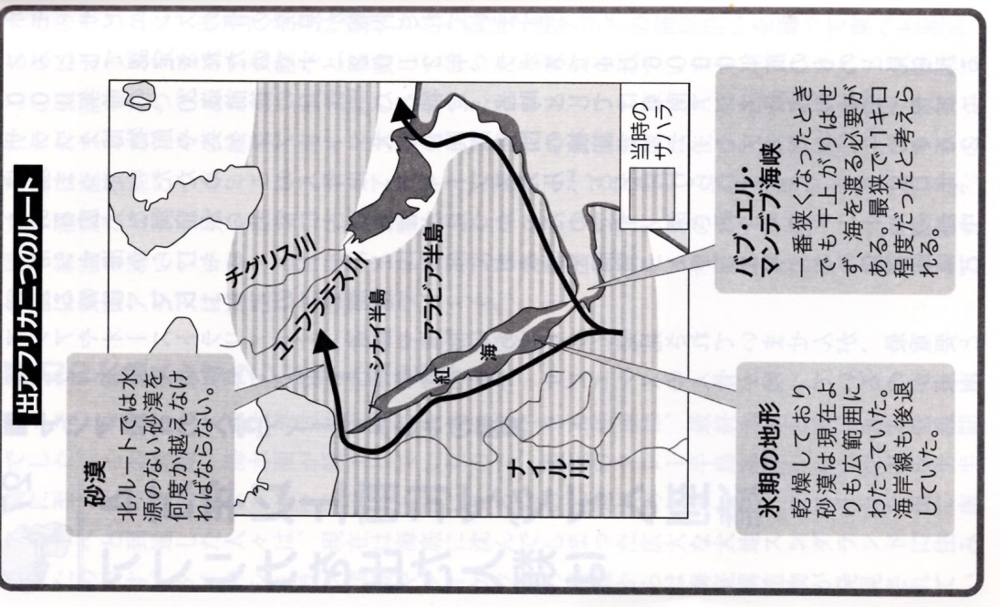 出アフリカ二つのルート
砂漠
北ルートでは水
源のない砂漠を
何度か越えなけ
ればならない。
チグリス川
ユーフラテス川
シナイ半島
アラビア半島
紅海
ナイル川
当時の
サハラ
バブ・エル・
マンデブ海峡
一番狭くなったとき
でも干上がりはせ
ず、海を渡る必要が
ある。最狭で11キロ
程度だったと考えら
れる。
氷期の地形
乾燥しており
砂漠は現在よ
りも広範囲に
わたっていた。
海岸線も後退
していた。